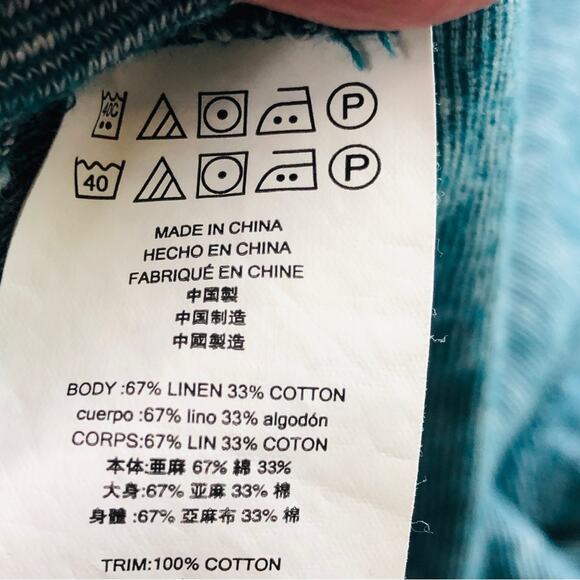 40C P
40 P
MADE IN CHINA
HECHO EN CHINA
FABRIQUÉ EN CHINE
中国製
中国制造
中國製造
BODY :67% LINEN 33% COTTON
cuerpo :67% lino 33% algodón
CORPS:67% LIN 33% COTON
本体:亜麻 67% 綿 33%
大身:67% 亚麻 33% 棉
身體 :67% 亞麻布 33% 棉
TRIM:100% COTTON